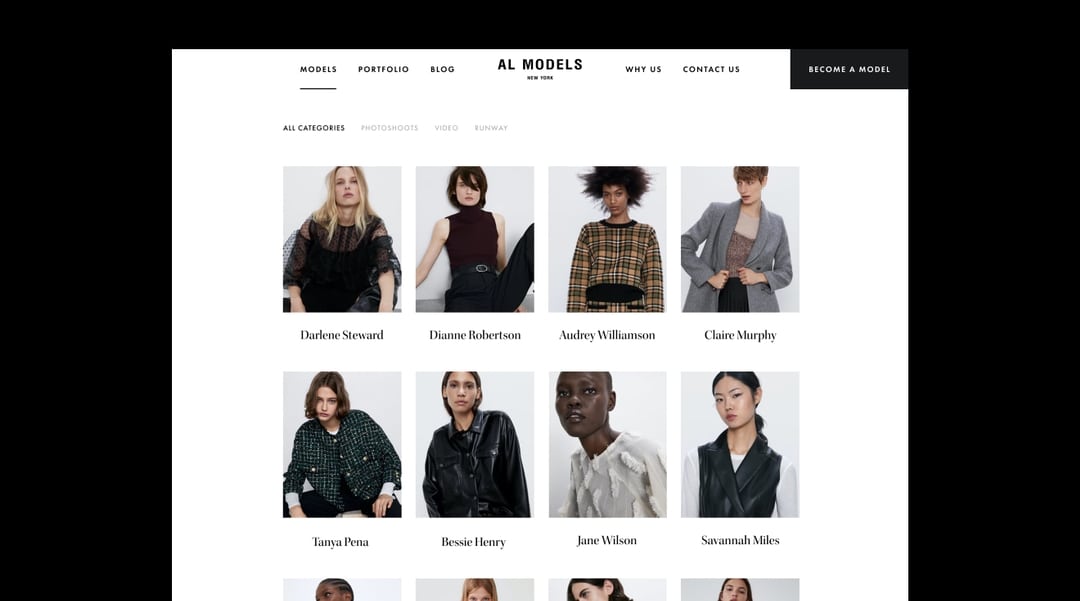 MODELS PORTFOLIO BLOG AL MODELS WHY US CONTACT US BECOME A MODEL
NEW YORK
ALL CATEGORIES PHOTOSHOOTS VIDEO RUNWAY
Darlene Steward Dianne Robertson Audrey Williamson Claire Murphy
Tanya Pena Bessie Henry Jane Wilson Savannah Miles